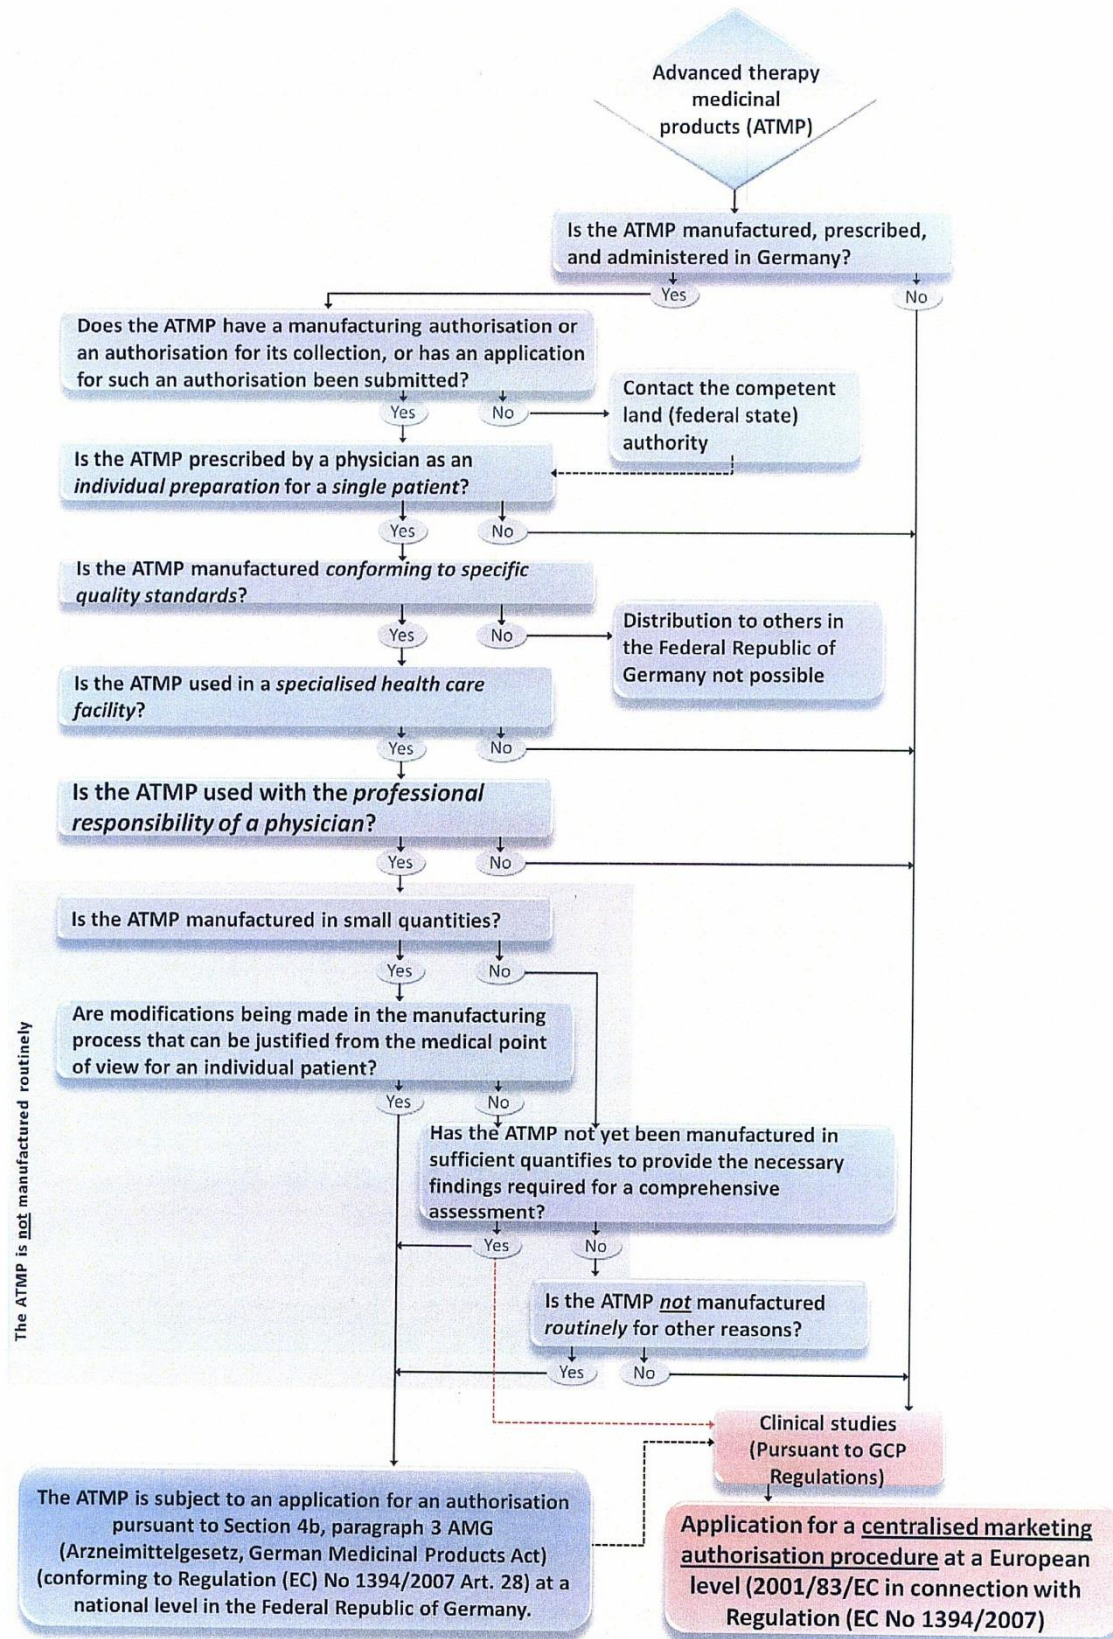 Advanced therapy
medicinal
products (ATMP)
Is the ATMP manufactured, prescribed,
and administered in Germany?
Yes
No
Does the ATMP have a manufacturing authorisation or
an authorisation for its collection, or has an application
for such an authorisation been submitted?
Yes
No
Contact the competent
land (federal state)
authority
Is the ATMP prescribed by a physician as an
individual preparation for a single patient?
Yes
No
Is the ATMP manufactured conforming to specific
quality standards?
Yes
No
Distribution to others in
the Federal Republic of
Germany not possible
Is the ATMP used in a specialised health care
facility?
Yes
No
Is the ATMP used with the professional
responsibility of a physician?
Yes
No
The ATMP is not manufactured routinely
Is the ATMP manufactured in small quantities?
Yes
No
Are modifications being made in the manufacturing
process that can be justified from the medical point
of view for an individual patient?
Yes
No
Has the ATMP not yet been manufactured in
sufficient quantifies to provide the necessary
findings required for a comprehensive
assessment?
Yes
No
Is the ATMP not manufactured
routinely for other reasons?
Yes
No
Clinical studies
(Pursuant to GCP
Regulations)
The ATMP is subject to an application for an authorisation
pursuant to Section 4b, paragraph 3 AMG
(Arzneimittelgesetz, German Medicinal Products Act)
(conforming to Regulation (EC) No 1394/2007 Art. 28) at a
national level in the Federal Republic of Germany.
Application for a centralised marketing
authorisation procedure at a European
level (2001/83/EC in connection with
Regulation (EC No 1394/2007)